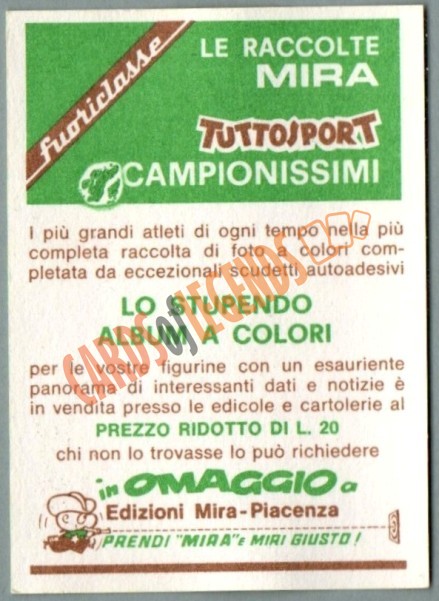 fuoriclasse
LE RACCOLTE
MIRA
TUTTOSPORT
CAMPIONISSIMI
I più grandi atleti di ogni tempo nella più
completa raccolta di foto a colori com-
pletata da eccezionali scudetti autoadesivi
LO STUPENDO
ALBUM A COLORI
per le vostre figurine con un esauriente
panorama di interessanti dati e notizie è
in vendita presso le edicole e cartolerie al
PREZZO RIDOTTO DI L. 20
chi non lo trovasse lo può richiedere
in OMAGGIO a
Edizioni Mira-Piacenza
PRENDI "MIRA" E MIRI GIUSTO!
CARDS of LEGENDS